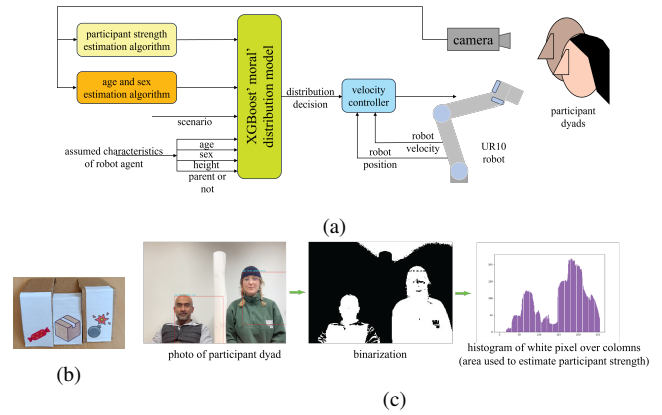 participant strength
estimation algorithm
age and sex
estimation algorithm
scenario
assumed characteristics
of robot agent
age
sex
height
parent or
not
XGBoost' moral'
distribution model
distribution
decision
velocity
controller
robot
velocity
robot
position
camera
UR10
robot
participant
dyads
(a)
(b)
photo of participant dyad
binarization
histogram of white pixel over colomns
(area used to estimate participant strength)
(c)